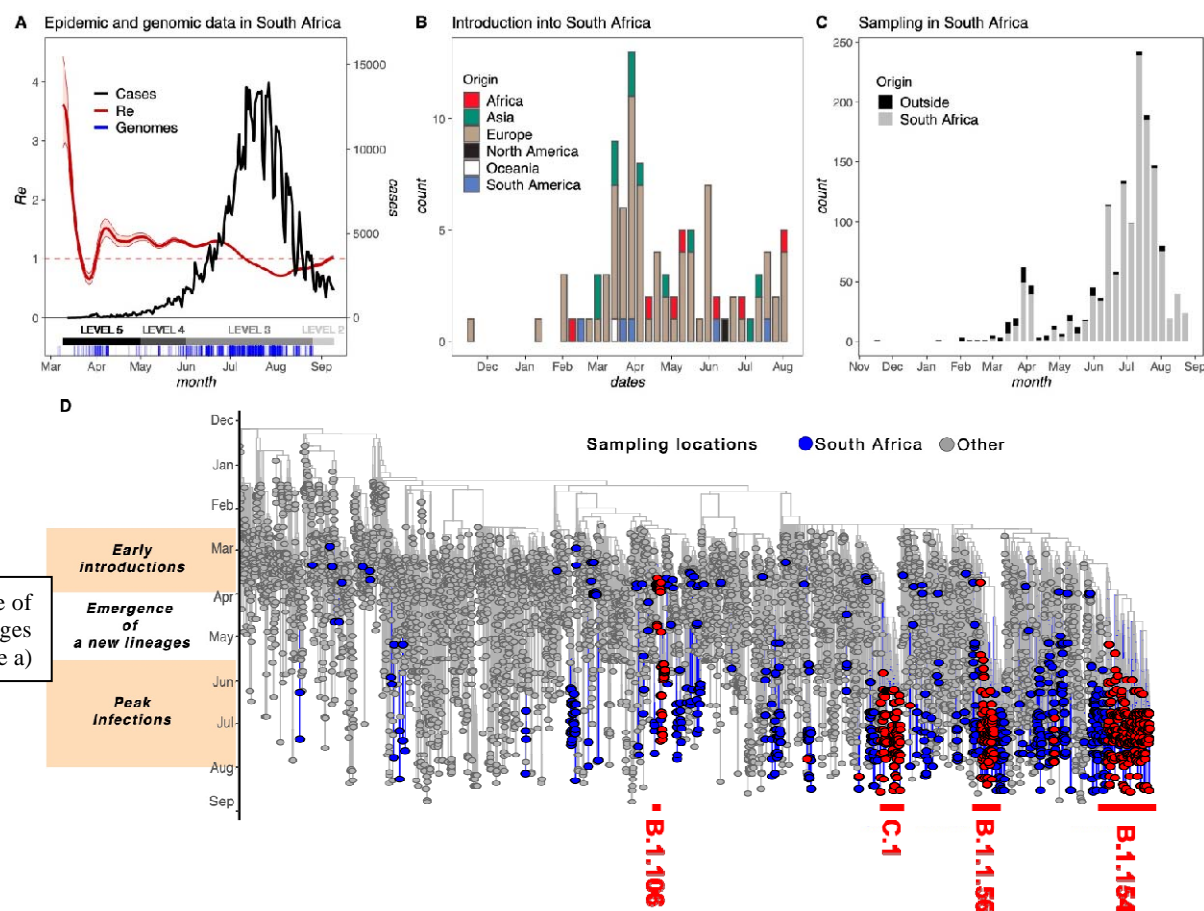 A Epidemic and genomic data in South Africa
Re
4
3
2
1
0
Cases
Re
Genomes
15000
10000
5000
0
cases
LEVEL 5 LEVEL 4 LEVEL 3 LEVEL 2
Mar Apr May Jun Jul Aug Sep
month
B Introduction into South Africa
count
10
5
0
Origin
Africa
Asia
Europe
North America
Oceania
South America
Dec Jan Feb Mar Apr May Jun Jul Aug
dates
C Sampling in South Africa
count
250
200
150
100
50
0
Origin
Outside
South Africa
Nov Dec Jan Feb Mar Apr May Jun Jul Aug Sep
month
D
Sampling locations South Africa Other
Dec
Jan
Feb
Mar
Apr
May
Jun
Jul
Aug
Sep
Early
introductions
Emergence
of
a new lineages
Peak
infections
e of
ges
e a)
B.1.106
C.1
B.1.1.56
B.1.154